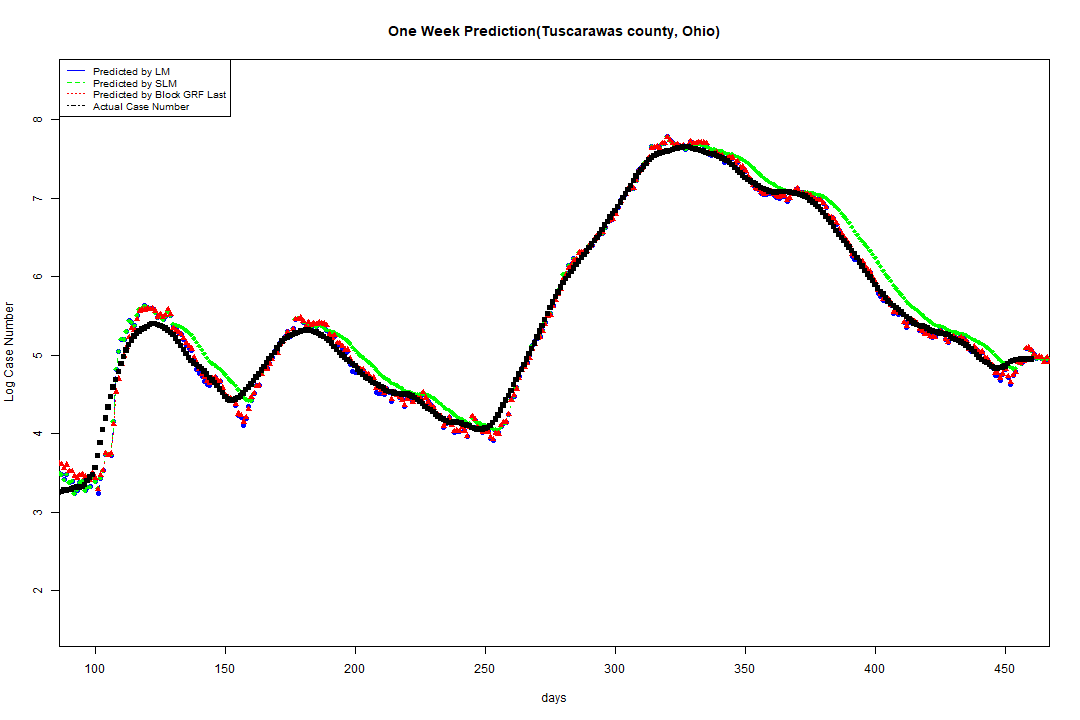 One Week Prediction(Tuscarawas county, Ohio)
Predicted by LM
Predicted by SLM
Predicted by Block GRF Last
Actual Case Number
Log Case Number
8
7
6
5
4
3
2
100 150 200 250 300 350 400 450
days